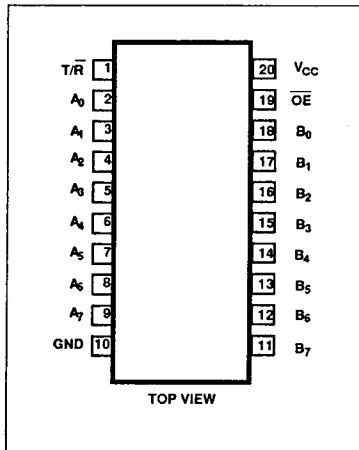 T/R̅ 1 20 VCC
A0 2 19 O̅E̅
A1 3 18 B0
A2 4 17 B1
A3 5 16 B2
A4 6 15 B3
A5 7 14 B4
A6 8 13 B5
A7 9 12 B6
GND 10 11 B7
TOP VIEW